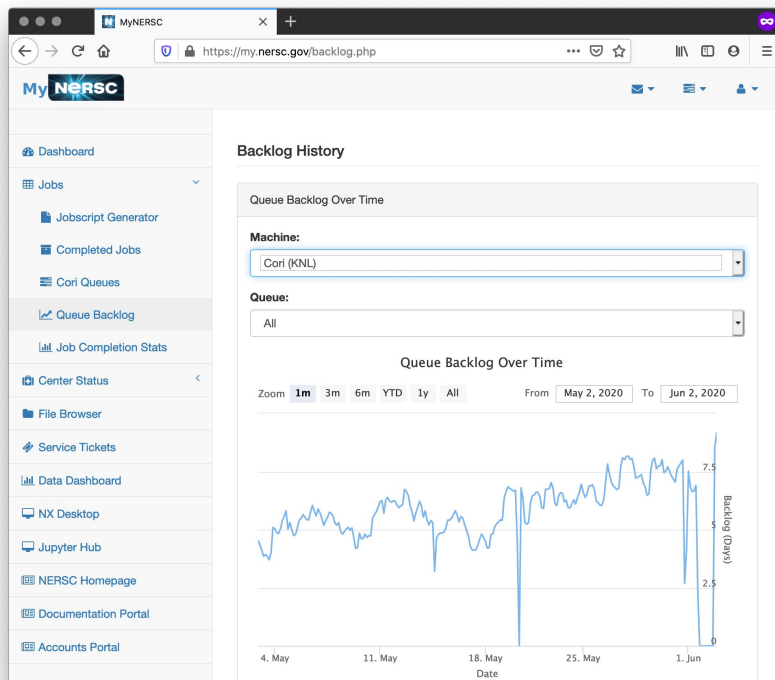 MyNERSC
https://my.nersc.gov/backlog.php
My NERSC
Dashboard
Jobs
Jobscript Generator
Completed Jobs
Cori Queues
Queue Backlog
Job Completion Stats
Center Status
File Browser
Service Tickets
Data Dashboard
NX Desktop
Jupyter Hub
NERSC Homepage
Documentation Portal
Accounts Portal
Backlog History
Queue Backlog Over Time
Machine:
Cori (KNL)
Queue:
All
Queue Backlog Over Time
Zoom 1m 3m 6m YTD 1y All From May 2, 2020 To Jun 2, 2020
7.5
5
2.5
0
Backlog (Days)
4. May 11. May 18. May 25. May 1. Jun
Date